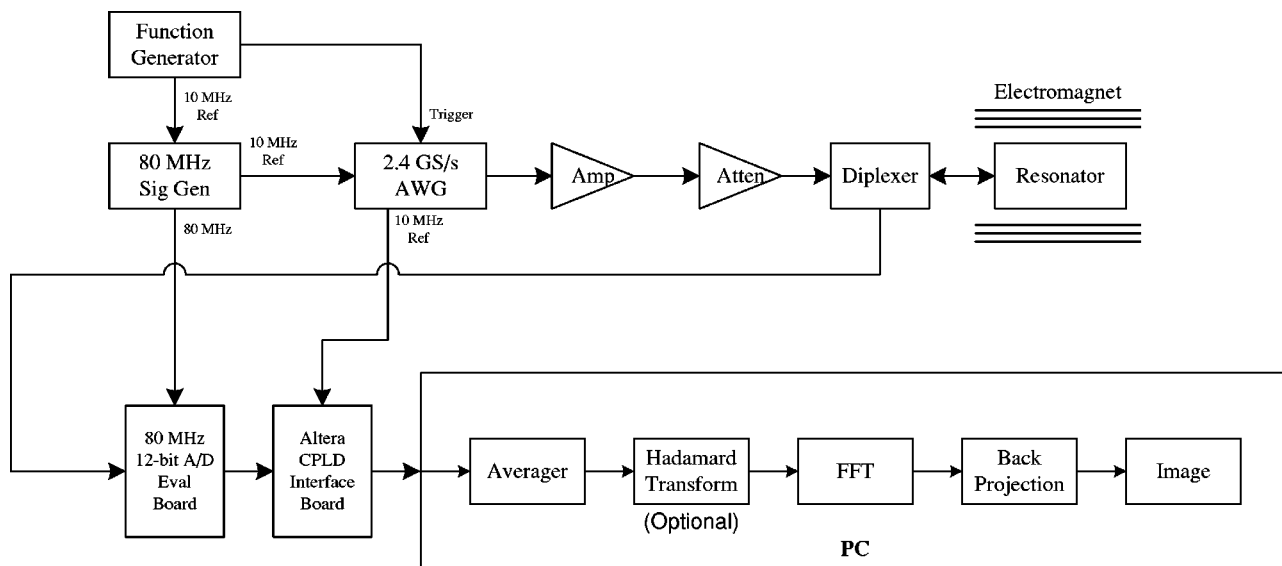 Function
Generator
10 MHz
Ref
Trigger
Electromagnet
80 MHz
Sig Gen
10 MHz
Ref
2.4 GS/s
AWG
Amp
Atten
Diplexer
Resonator
80 MHz
10 MHz
Ref
80 MHz
12-bit A/D
Eval
Board
Altera
CPLD
Interface
Board
Averager
Hadamard
Transform
(Optional)
FFT
Back
Projection
Image
PC